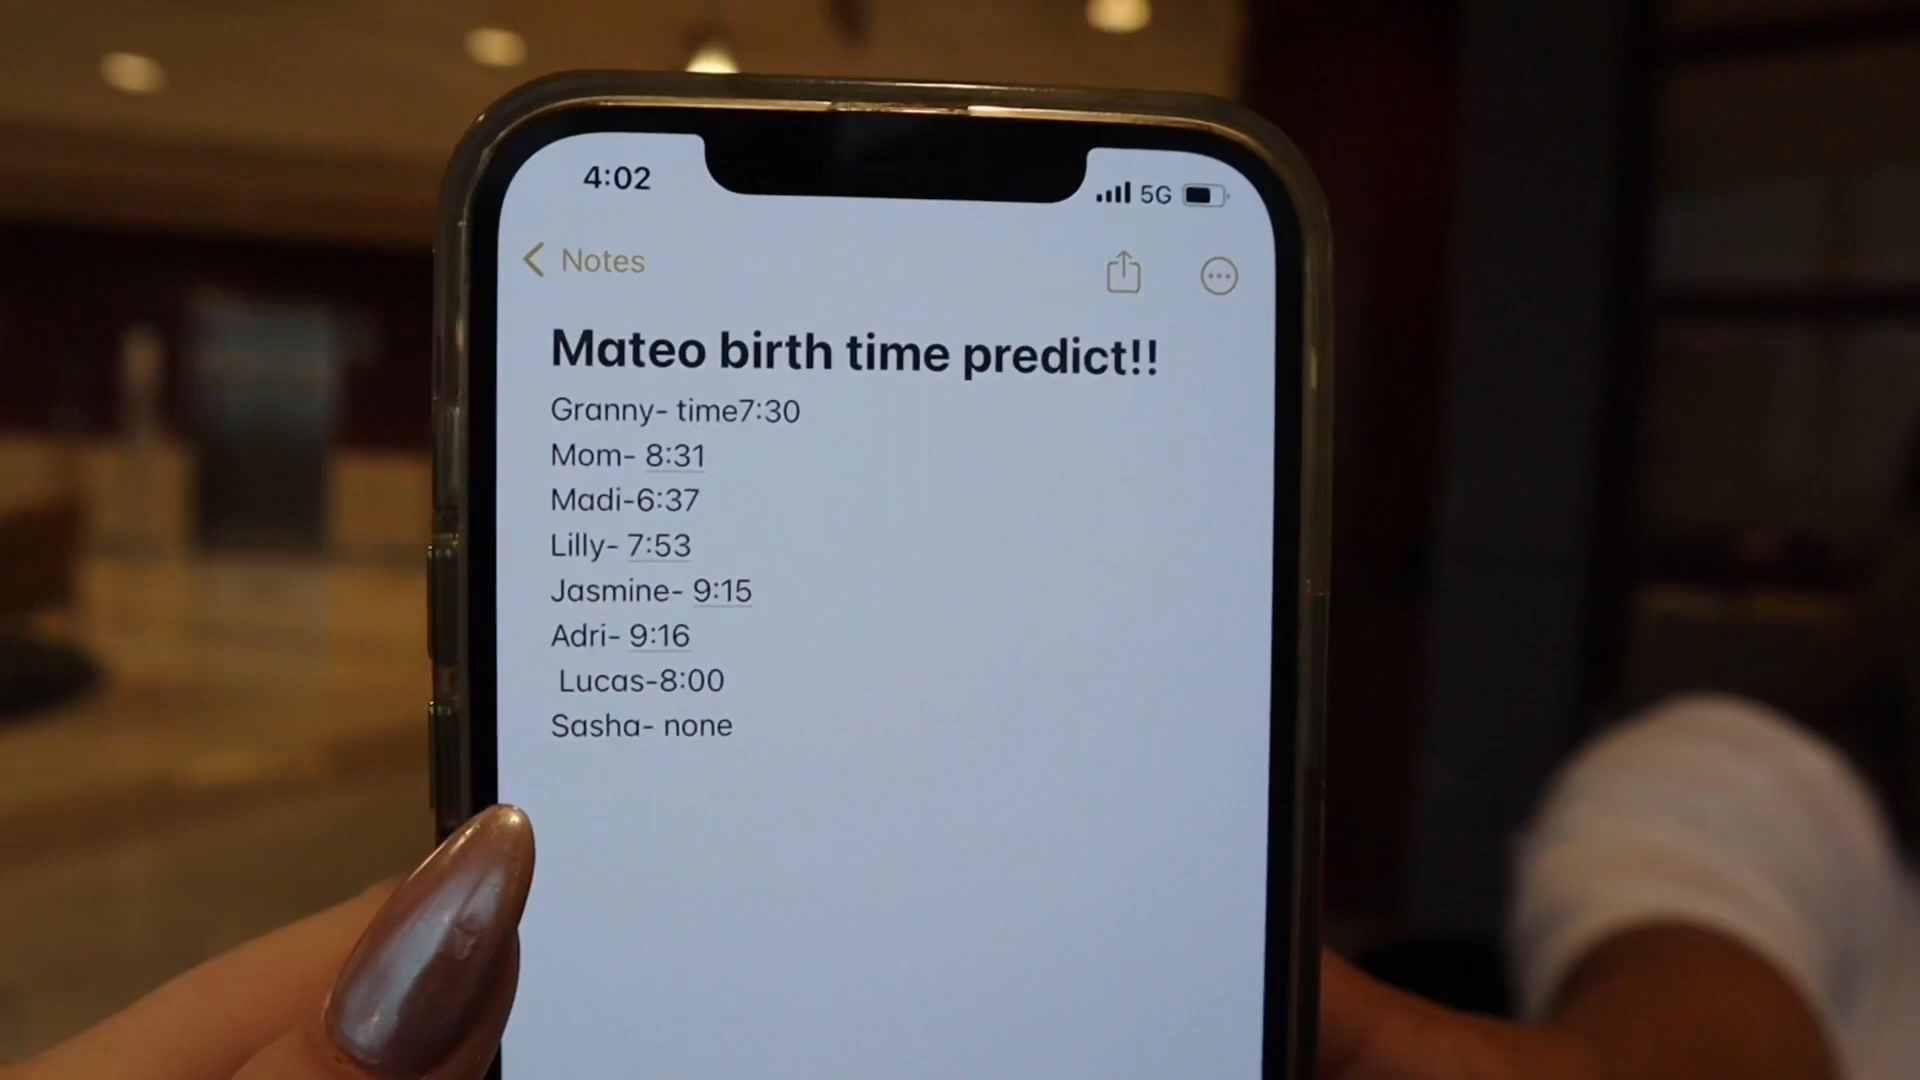 4:02
5G
Notes
Mateo birth time predict!!
Granny- time7:30
Mom- 8:31
Madi-6:37
Lilly- 7:53
Jasmine- 9:15
Adri- 9:16
Lucas-8:00
Sasha- none